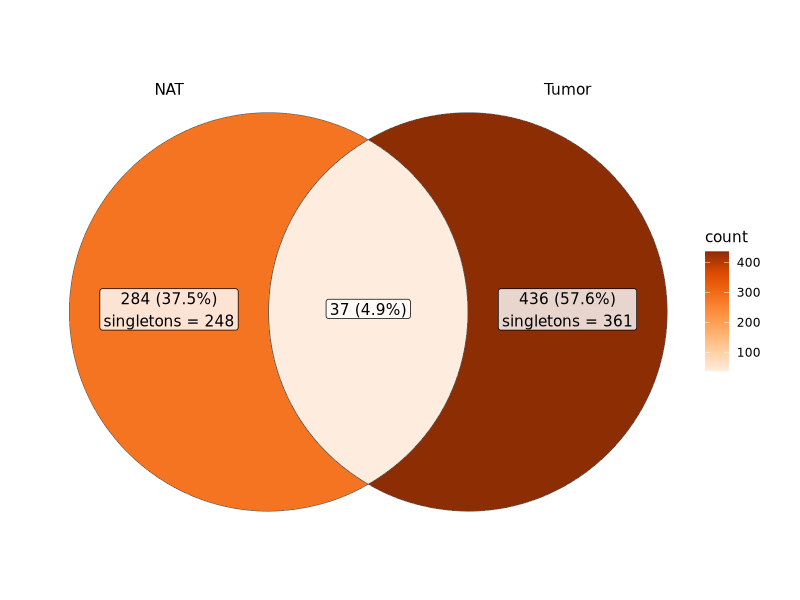 NAT
Tumor
284 (37.5%)
singletons = 248
37 (4.9%)
436 (57.6%)
singletons = 361
count
400
300
200
100